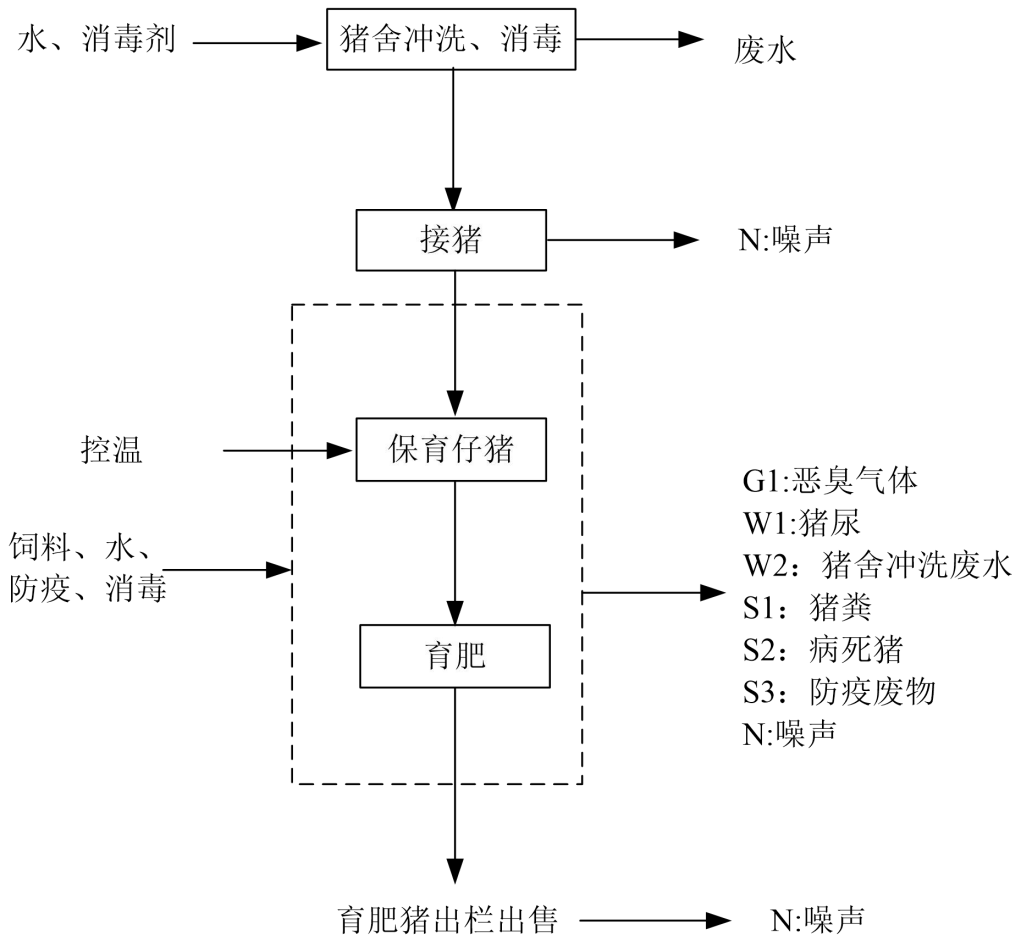 水、消毒剂
猪舍冲洗、消毒
废水
接猪
N:噪声
控温
保育仔猪
饲料、水、
防疫、消毒
育肥
G1:恶臭气体
W1:猪尿
W2：猪舍冲洗废水
S1：猪粪
S2：病死猪
S3：防疫废物
N:噪声
育肥猪出栏出售
N:噪声